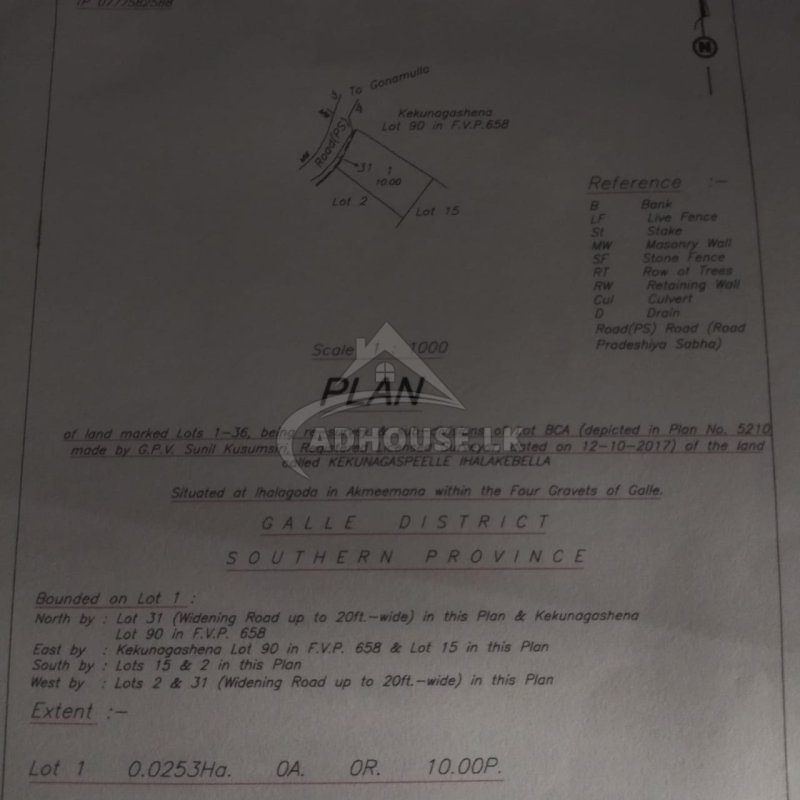 TP 0777582588
N
To Gonamulla
Kekunagashena
Lot 90 in F.V.P.658
Road(PS)
MW
31
1
10.00
Lot 2
Lot 15
Reference :-
B Bank
LF Live Fence
St Stake
MW Masonry Wall
SF Stone Fence
RT Row of Trees
RW Retaining Wall
Cul Culvert
D Drain
Road(PS) Road (Road
Pradeshiya Sabha)
Scale 1 : 1000
PLAN
ADHOUSE.LK
of land marked Lots 1-36, being of Lot BCA (depicted in Plan No. 5210
made by G.P.V. Sunil Kusumsiri, dated on 12-10-2017) of the land
called KEKUNAGASPEELLE IHALAKEBELLA
Situated at Ihalagoda in Akmeemana within the Four Gravets of Galle.
GALLE DISTRICT
SOUTHERN PROVINCE
Bounded on Lot 1 :
North by : Lot 31 (Widening Road up to 20ft.-wide) in this Plan & Kekunagashena
Lot 90 in F.V.P. 658
East by : Kekunagashena Lot 90 in F.V.P. 658 & Lot 15 in this Plan
South by : Lots 15 & 2 in this Plan
West by : Lots 2 & 31 (Widening Road up to 20ft.-wide) in this Plan
Extent :-
Lot 1 0.0253Ha. 0A. 0R. 10.00P.